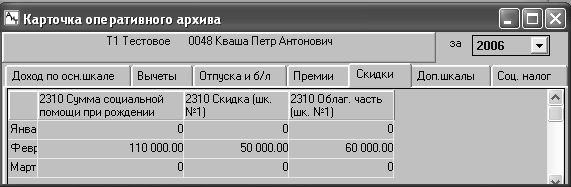 Карточка оперативного архива
Т1 Тестовое 0048 Кваша Петр Антонович
за 2006
Доход по осн.шкале Вычеты Отпуска и б/л Премии Скидки Доп.шкалы Соц. налог
2310 Сумма социальной помощи при рождении 2310 Скидка (шк. №1) 2310 Облаг. часть (шк. №1)
Янва 0 0 0
Февр 110 000.00 50 000.00 60 000.00
Март 0 0 0